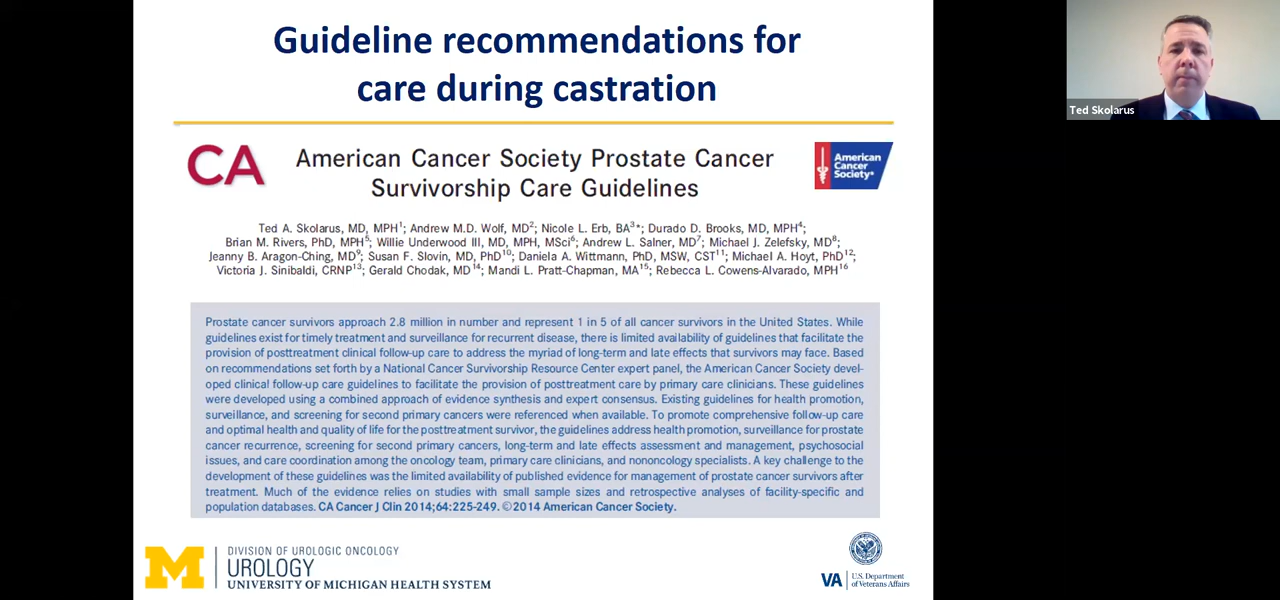 Guideline recommendations for
care during castration
CA
American Cancer Society Prostate Cancer
Survivorship Care Guidelines
American
Cancer
Society®
Ted A. Skolarus, MD, MPH1; Andrew M.D. Wolf, MD2; Nicole L. Erb, BA3*; Durado D. Brooks, MD, MPH4;
Brian M. Rivers, PhD, MPH5; Willie Underwood III, MD, MPH, MSci6; Andrew L. Salner, MD7; Michael J. Zelefsky, MD8;
Jeanny B. Aragon-Ching, MD9; Susan F. Slovin, MD, PhD10; Daniela A. Wittmann, PhD, MSW, CST11; Michael A. Hoyt, PhD12;
Victoria J. Sinibaldi, CRNP13; Gerald Chodak, MD14; Mandi L. Pratt-Chapman, MA15; Rebecca L. Cowens-Alvarado, MPH16
Prostate cancer survivors approach 2.8 million in number and represent 1 in 5 of all cancer survivors in the United States. While
guidelines exist for timely treatment and surveillance for recurrent disease, there is limited availability of guidelines that facilitate the
provision of posttreatment clinical follow-up care to address the myriad of long-term and late effects that survivors may face. Based
on recommendations set forth by a National Cancer Survivorship Resource Center expert panel, the American Cancer Society devel-
oped clinical follow-up care guidelines to facilitate the provision of posttreatment care by primary care clinicians. These guidelines
were developed using a combined approach of evidence synthesis and expert consensus. Existing guidelines for health promotion,
surveillance, and screening for second primary cancers were referenced when available. To promote comprehensive follow-up care
and optimal health and quality of life for the posttreatment survivor, the guidelines address health promotion, surveillance for prostate
cancer recurrence, screening for second primary cancers, long-term and late effects assessment and management, psychosocial
issues, and care coordination among the oncology team, primary care clinicians, and nononcology specialists. A key challenge to the
development of these guidelines was the limited availability of published evidence for management of prostate cancer survivors after
treatment. Much of the evidence relies on studies with small sample sizes and retrospective analyses of facility-specific and
population databases. CA Cancer J Clin 2014;64:225-249. ©2014 American Cancer Society.
M
DIVISION OF UROLOGIC ONCOLOGY
UROLOGY
UNIVERSITY OF MICHIGAN HEALTH SYSTEM
VA
U.S. Department
of Veterans Affairs
Ted Skolarus